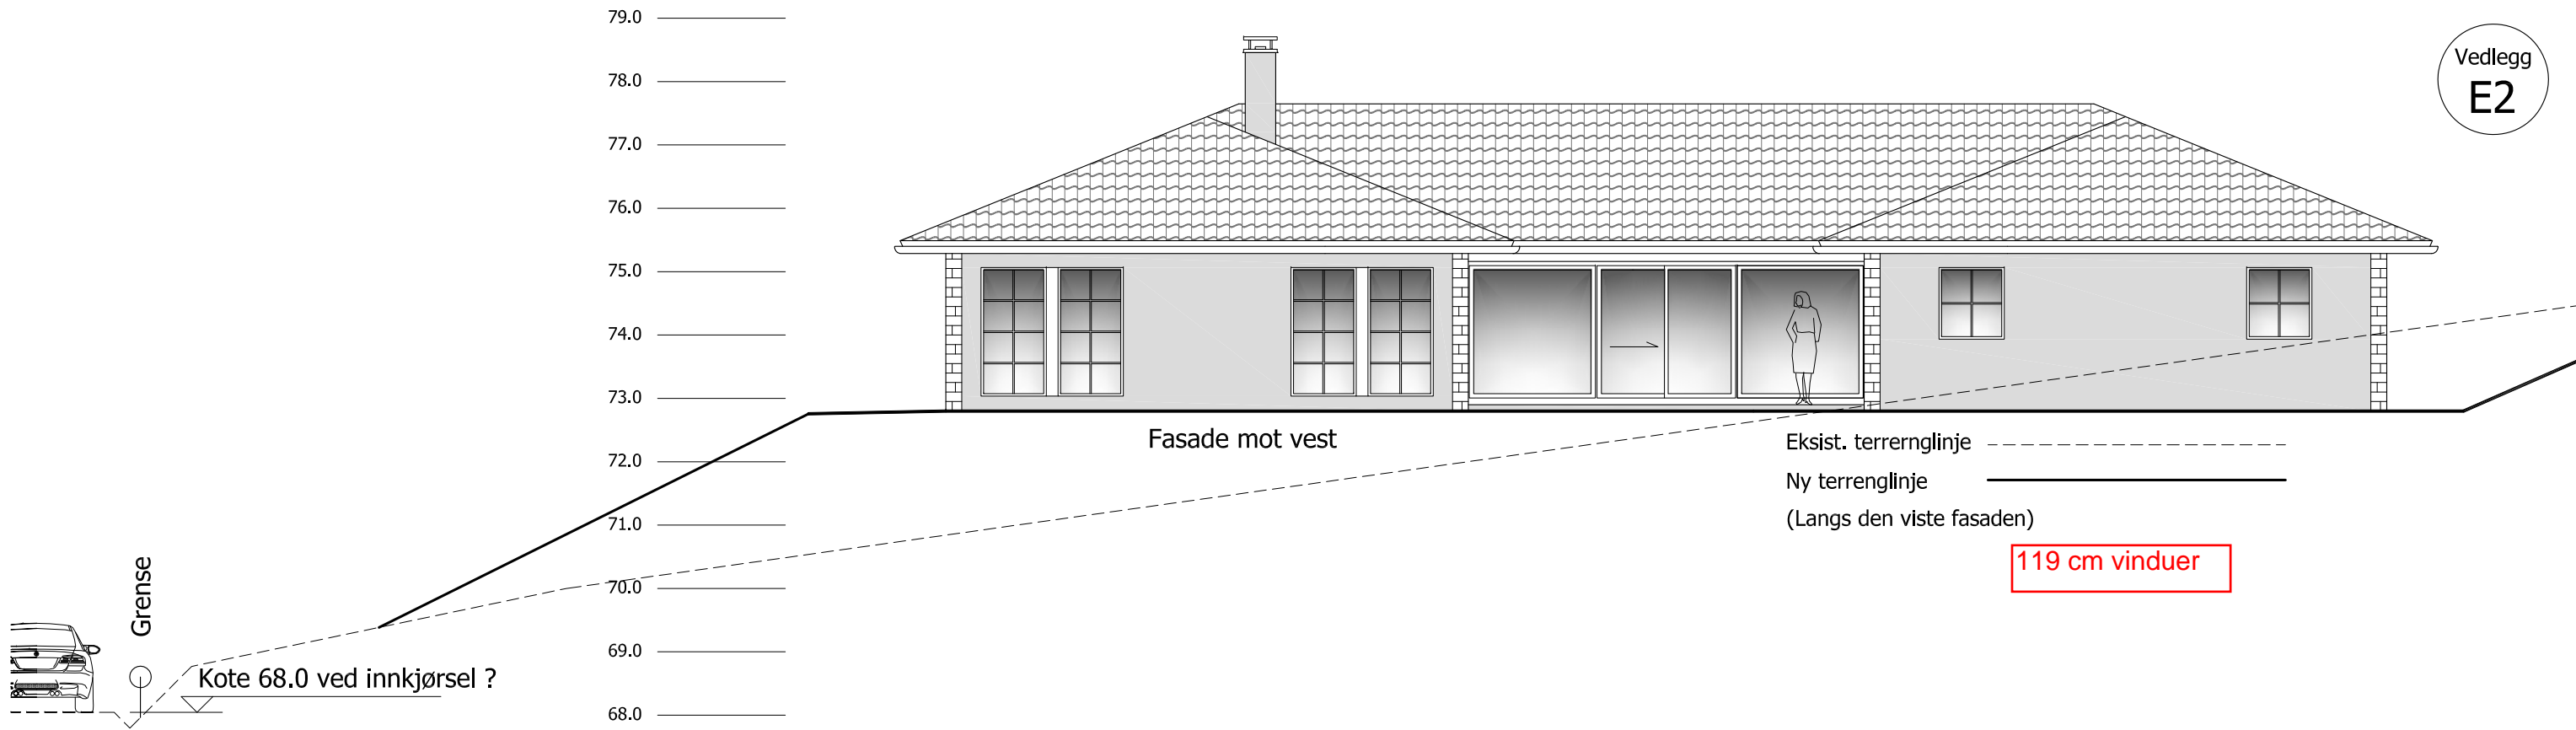 79.0
78.0
77.0
76.0
75.0
74.0
73.0
72.0
71.0
70.0
69.0
68.0
Vedlegg
E2
Fasade mot vest
Eksist. terrernglinje
Ny terrenglinje
(Langs den viste fasaden)
119 cm vinduer
Grense
Kote 68.0 ved innkjørsel ?